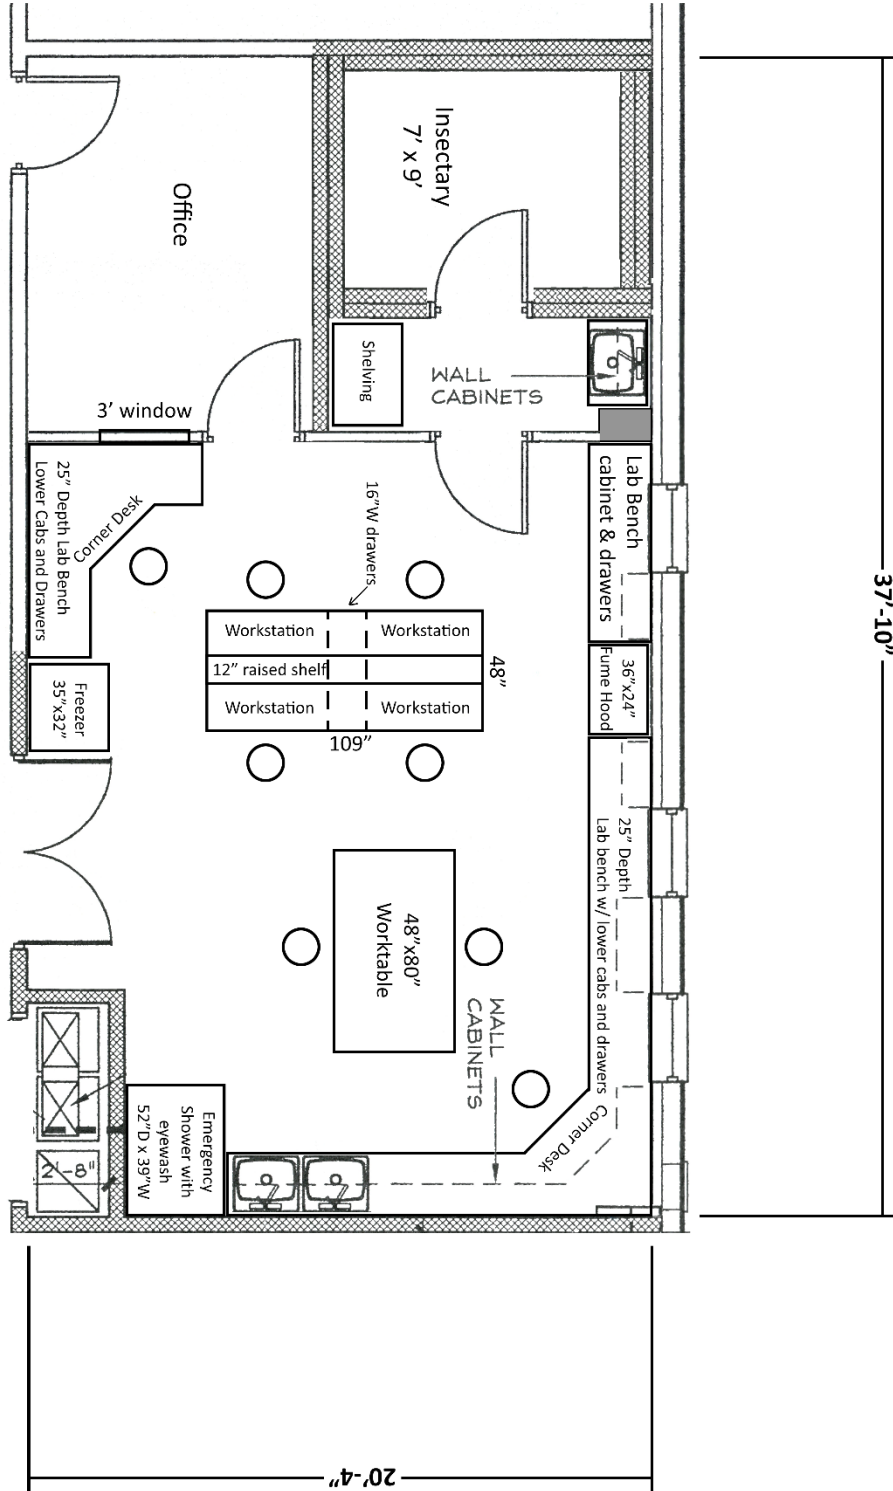 Insectary
7' x 9'
Office
Shelving
WALL
CABINETS
3' window
25" Depth Lab Bench
Lower Cabs and Drawers
Corner Desk
16"W drawers
Lab Bench
cabinet & drawers
Workstation
Workstation
12" raised shelf
48"
Workstation
Workstation
109"
36"x24"
Fume Hood
Freezer
35"x32"
37'-10"
25" Depth
Lab bench w/ lower cabs and drawers
48"x80"
Worktable
WALL
CABINETS
Corner Desk
Emergency
Shower with
eyewash
52"D x 39"W
2'-8"
20'-4"